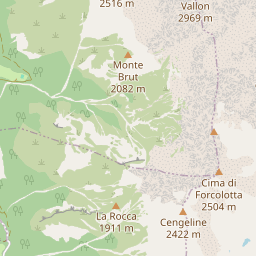 2516 m
Vallon
2969 m
Monte
Brut
2082 m
Cima di
Forcolotta
2504 m
La Rocca
1911 m
Cengeline
2422 m